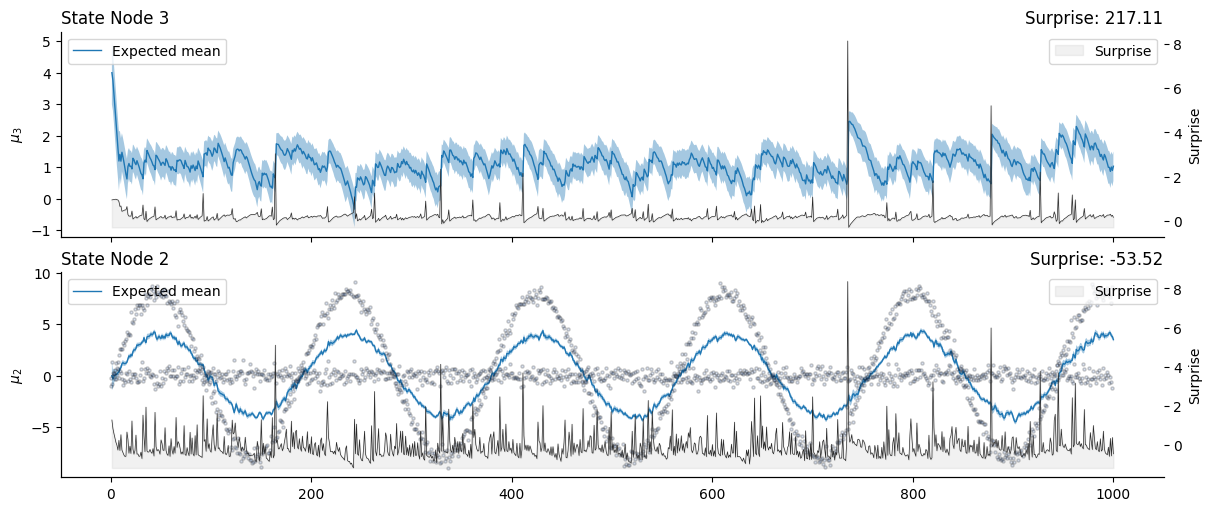 State Node 3 Surprise: 217.11
Expected mean Surprise
5
4
3
2
1
0
−1
μ3
8
6
4
2
0
Surprise
State Node 2 Surprise: -53.52
Expected mean Surprise
10
5
0
−5
μ2
8
6
4
2
0
Surprise
0 200 400 600 800 1000